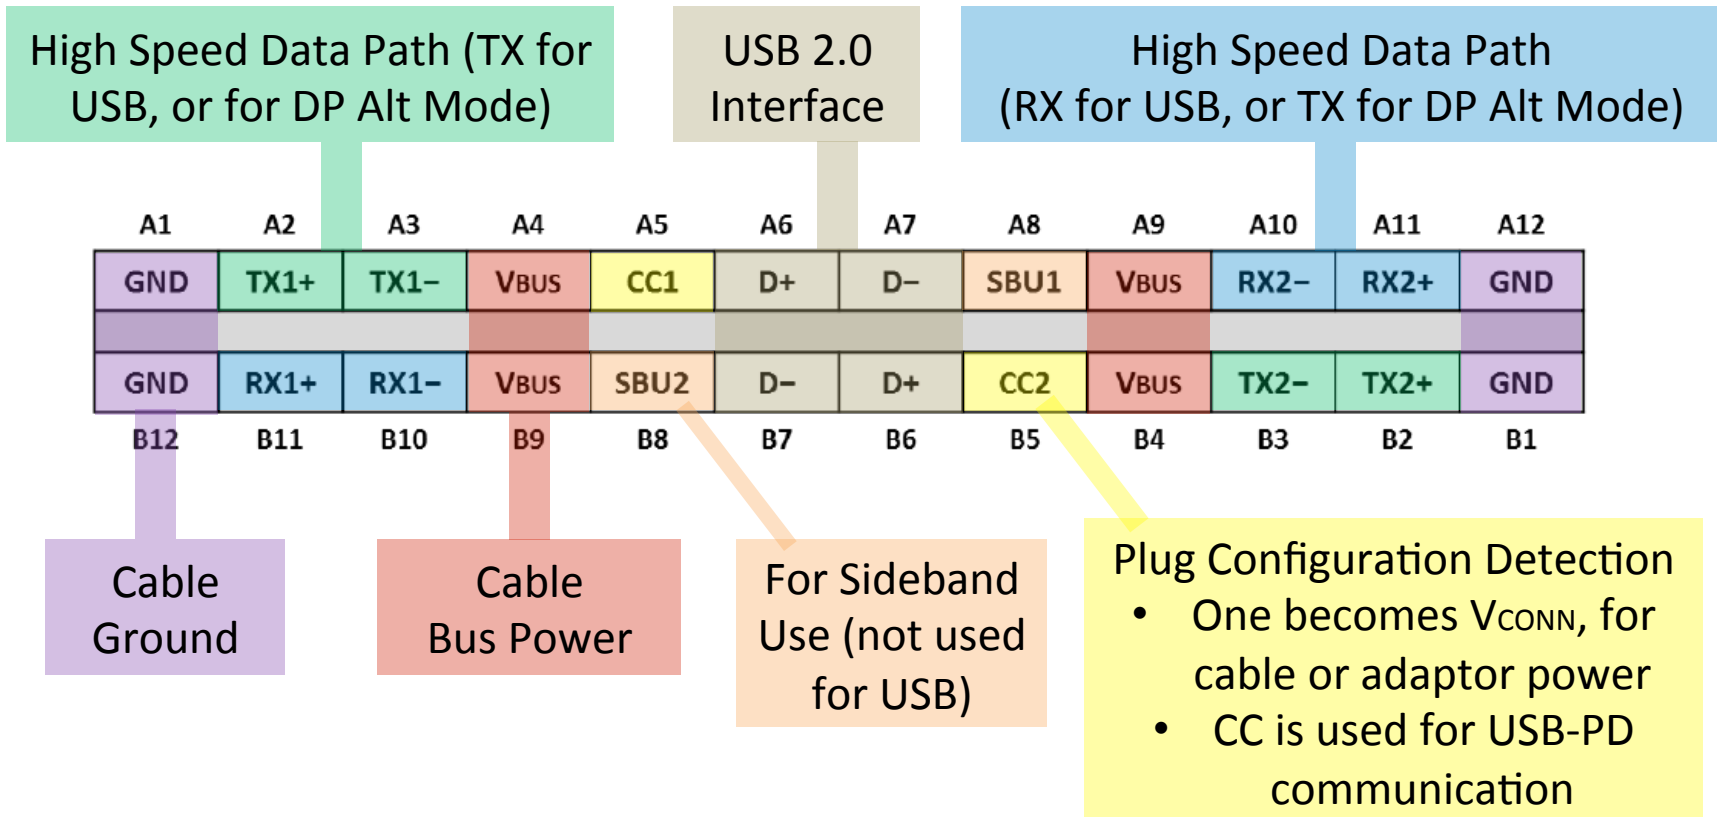 High Speed Data Path (TX for
USB, or for DP Alt Mode)
USB 2.0
Interface
High Speed Data Path
(RX for USB, or TX for DP Alt Mode)
A1 A2 A3 A4 A5 A6 A7 A8 A9 A10 A11 A12
GND TX1+ TX1− VBUS CC1 D+ D− SBU1 VBUS RX2− RX2+ GND
GND RX1+ RX1− VBUS SBU2 D− D+ CC2 VBUS TX2− TX2+ GND
B12 B11 B10 B9 B8 B7 B6 B5 B4 B3 B2 B1
Cable
Ground
Cable
Bus Power
For Sideband
Use (not used
for USB)
Plug Configuration Detection
• One becomes VCONN, for
cable or adaptor power
• CC is used for USB-PD
communication